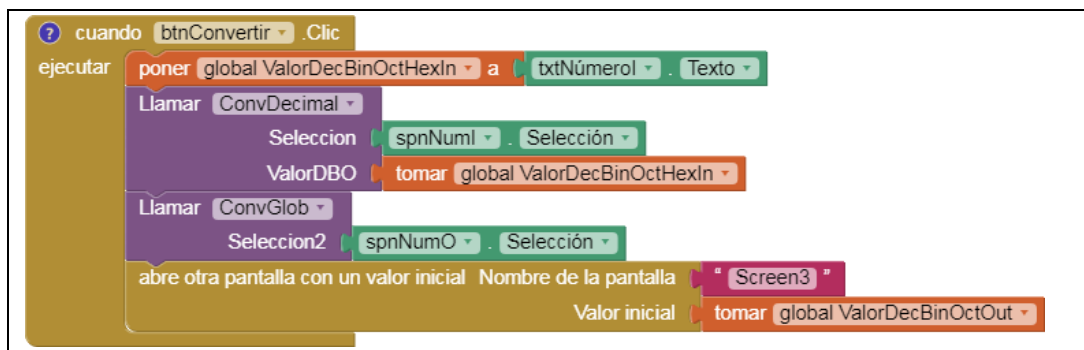 ? cuando btnConvertir .Clic
ejecutar poner global ValorDecBinOctHexIn a txtNúmeroI . Texto
Llamar ConvDecimal
Seleccion spnNumI . Selección
ValorDBO tomar global ValorDecBinOctHexIn
Llamar ConvGlob
Seleccion2 spnNumO . Selección
abre otra pantalla con un valor inicial Nombre de la pantalla " Screen3 "
Valor inicial tomar global ValorDecBinOctOut